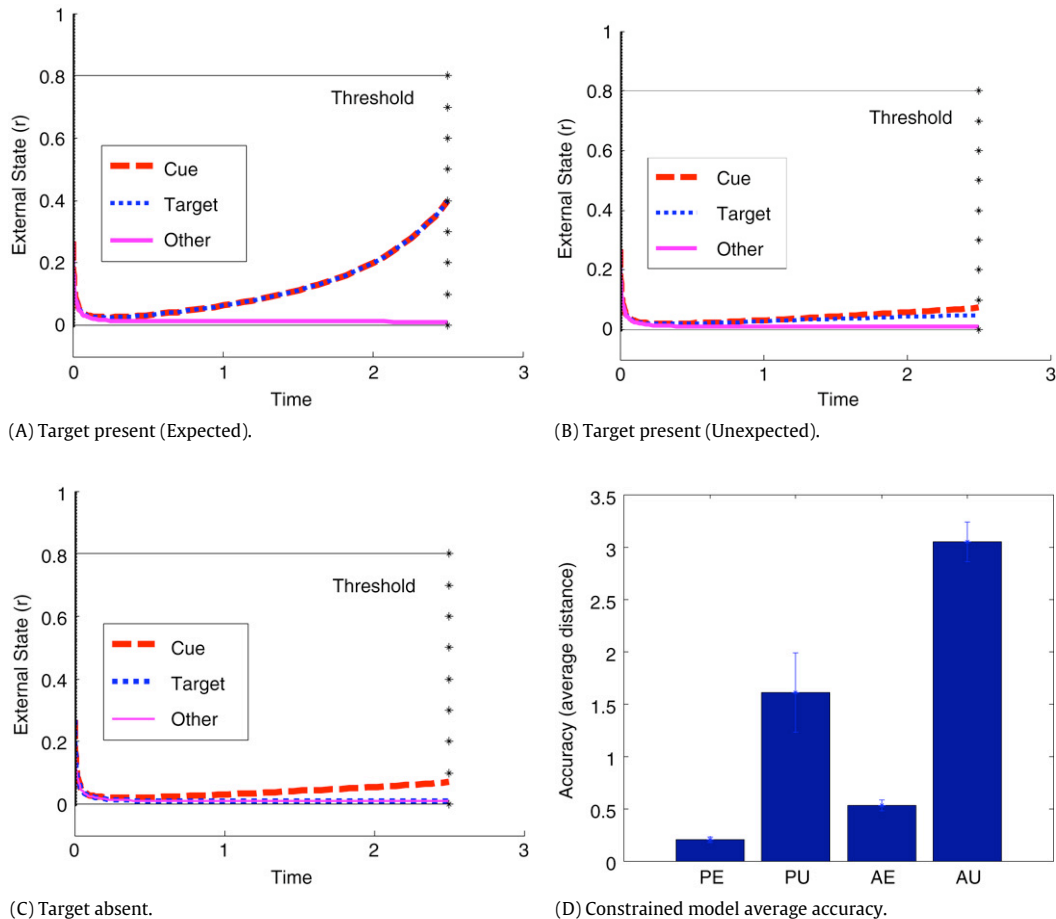 1
0.8
0.6
0.4
0.2
0
External State (r)
Threshold
Cue
Target
Other
0
1
2
3
Time
(A) Target present (Expected).
1
0.8
0.6
0.4
0.2
0
External State (r)
Threshold
Cue
Target
Other
0
1
2
3
Time
(B) Target present (Unexpected).
1
0.8
0.6
0.4
0.2
0
External State (r)
Threshold
Cue
Target
Other
0
1
2
3
Time
(C) Target absent.
3.5
3
2.5
2
1.5
1
0.5
0
Accuracy (average distance)
PE
PU
AE
AU
(D) Constrained model average accuracy.